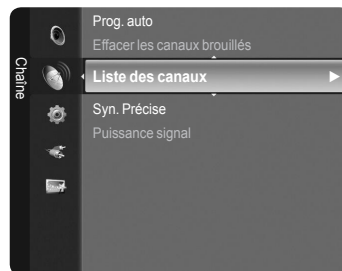 Chaîne
Prog. auto
Effacer les canaux brouillés
Liste des canaux
Syn. Précise
Puissance signal